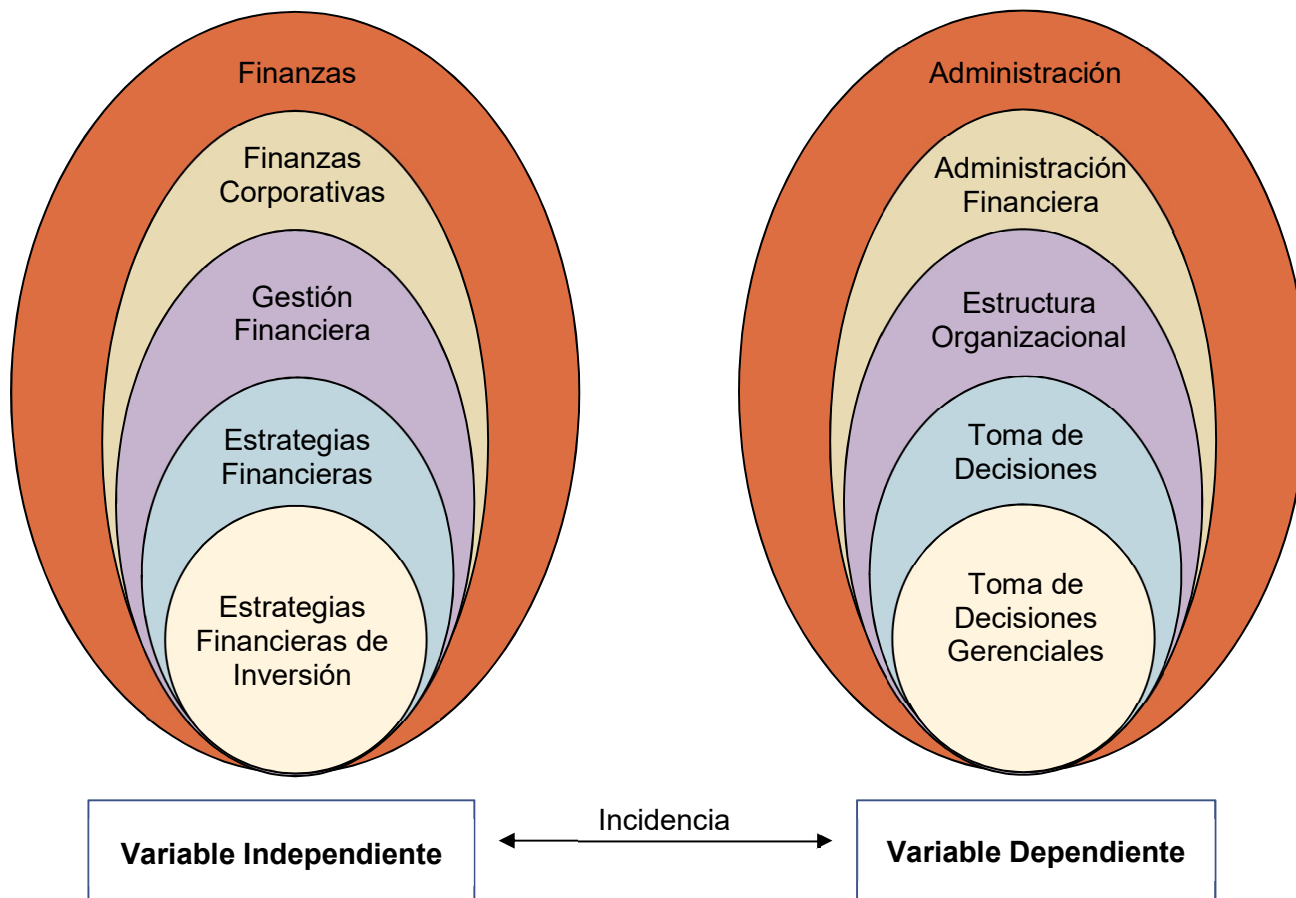 Finanzas
Finanzas
Corporativas
Gestión
Financiera
Estrategias
Financieras
Estrategias
Financieras de
Inversión
Administración
Administración
Financiera
Estructura
Organizacional
Toma de
Decisiones
Toma de
Decisiones
Gerenciales
Variable Independiente
Incidencia
Variable Dependiente